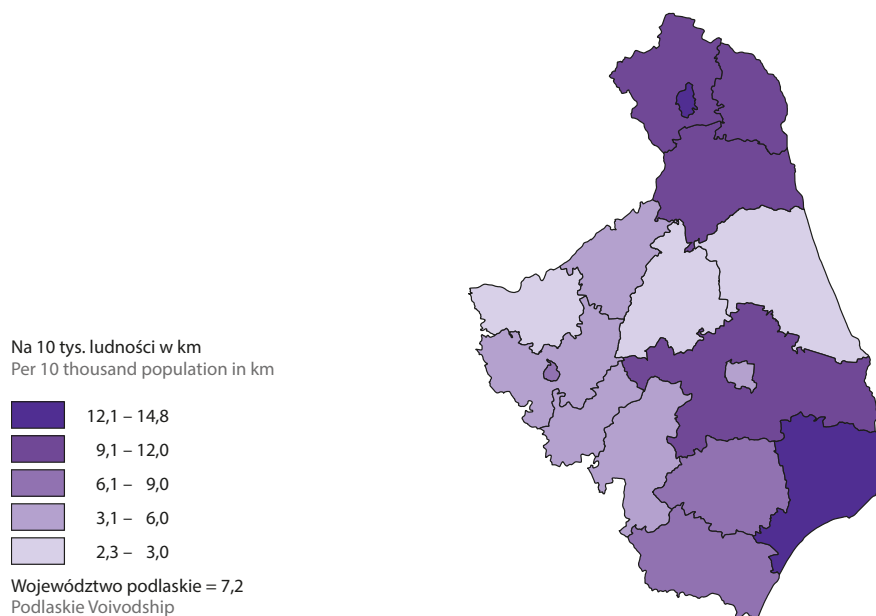 Na 10 tys. ludności w km
Per 10 thousand population in km
12,1 – 14,8
9,1 – 12,0
6,1 – 9,0
3,1 – 6,0
2,3 – 3,0
Województwo podlaskie = 7,2
Podlaskie Voivodship